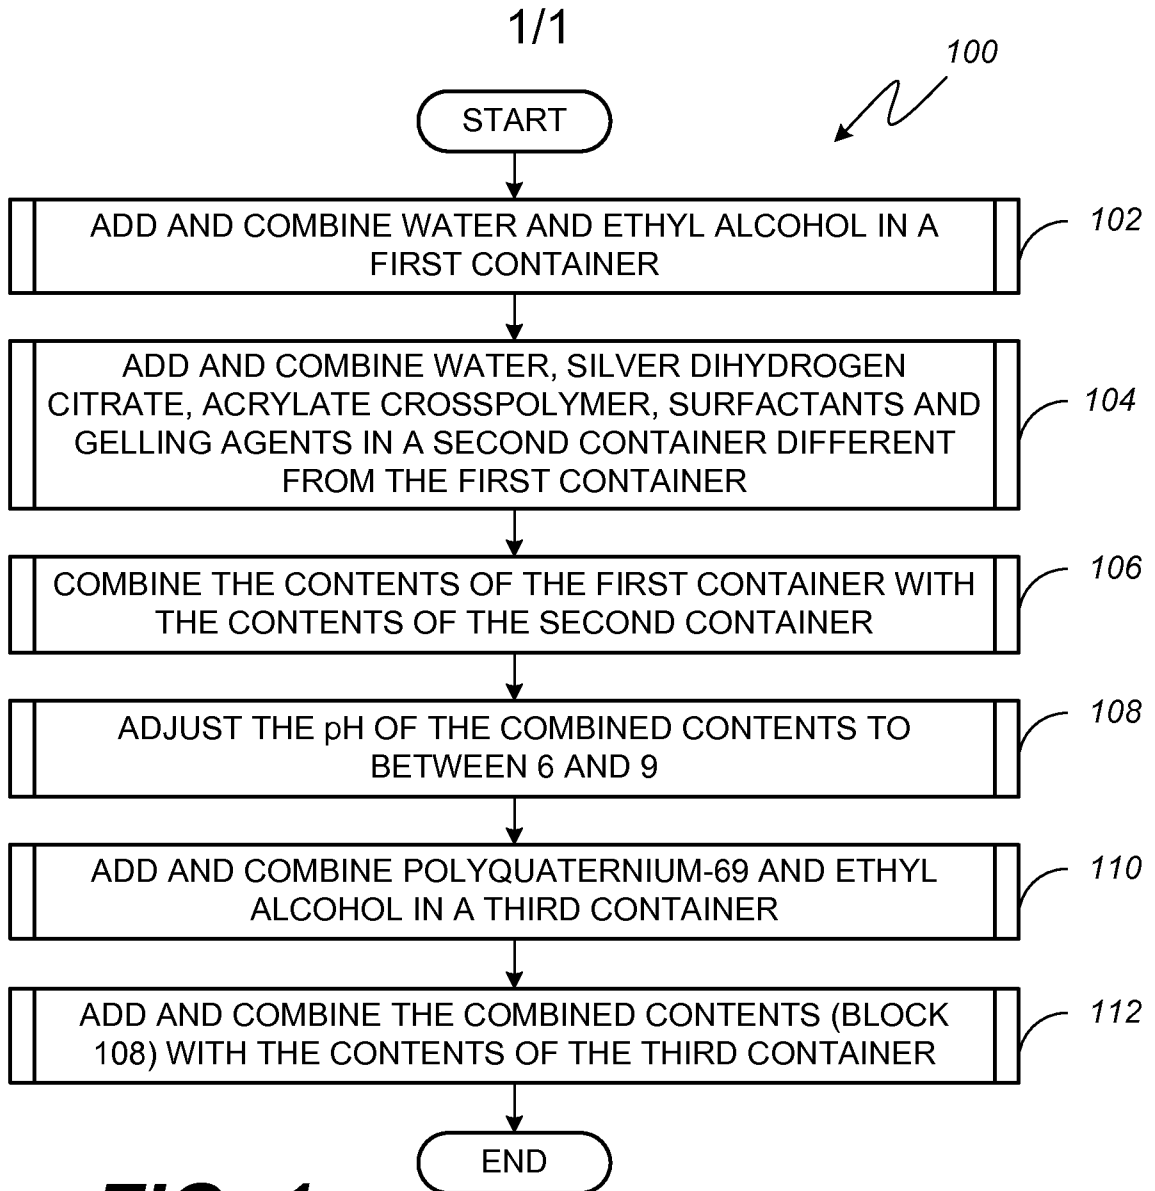 1/1
100
START
ADD AND COMBINE WATER AND ETHYL ALCOHOL IN A
FIRST CONTAINER
102
ADD AND COMBINE WATER, SILVER DIHYDROGEN
CITRATE, ACRYLATE CROSSPOLYMER, SURFACTANTS AND
GELLING AGENTS IN A SECOND CONTAINER DIFFERENT
FROM THE FIRST CONTAINER
104
COMBINE THE CONTENTS OF THE FIRST CONTAINER WITH
THE CONTENTS OF THE SECOND CONTAINER
106
ADJUST THE pH OF THE COMBINED CONTENTS TO
BETWEEN 6 AND 9
108
ADD AND COMBINE POLYQUATERNIUM-69 AND ETHYL
ALCOHOL IN A THIRD CONTAINER
110
ADD AND COMBINE THE COMBINED CONTENTS (BLOCK
108) WITH THE CONTENTS OF THE THIRD CONTAINER
112
END